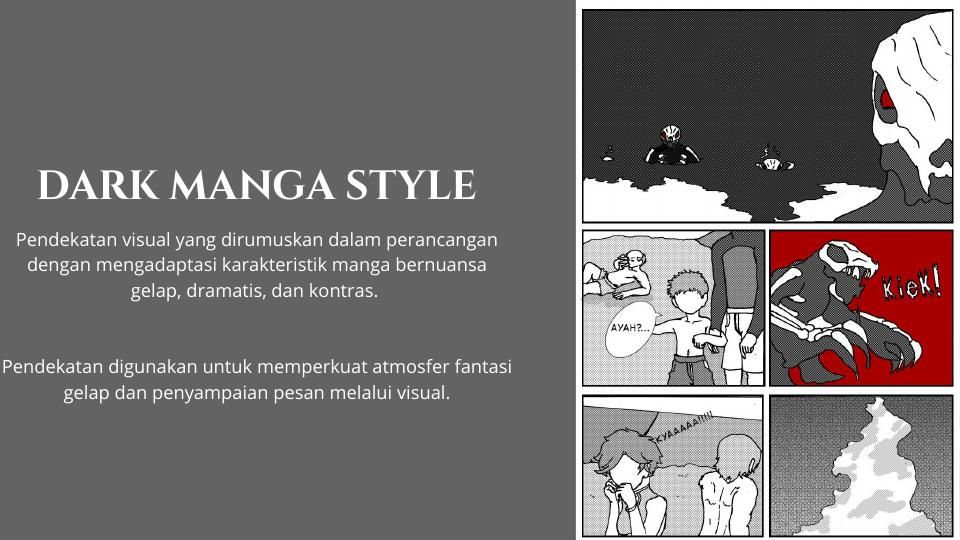 DARK MANGA STYLE
Pendekatan visual yang dirumuskan dalam perancangan
dengan mengadaptasi karakteristik manga bernuansa
gelap, dramatis, dan kontras.
Pendekatan digunakan untuk memperkuat atmosfer fantasi
gelap dan penyampaian pesan melalui visual.
AYAH?...
KieK!
KYAAAAA!!!!!